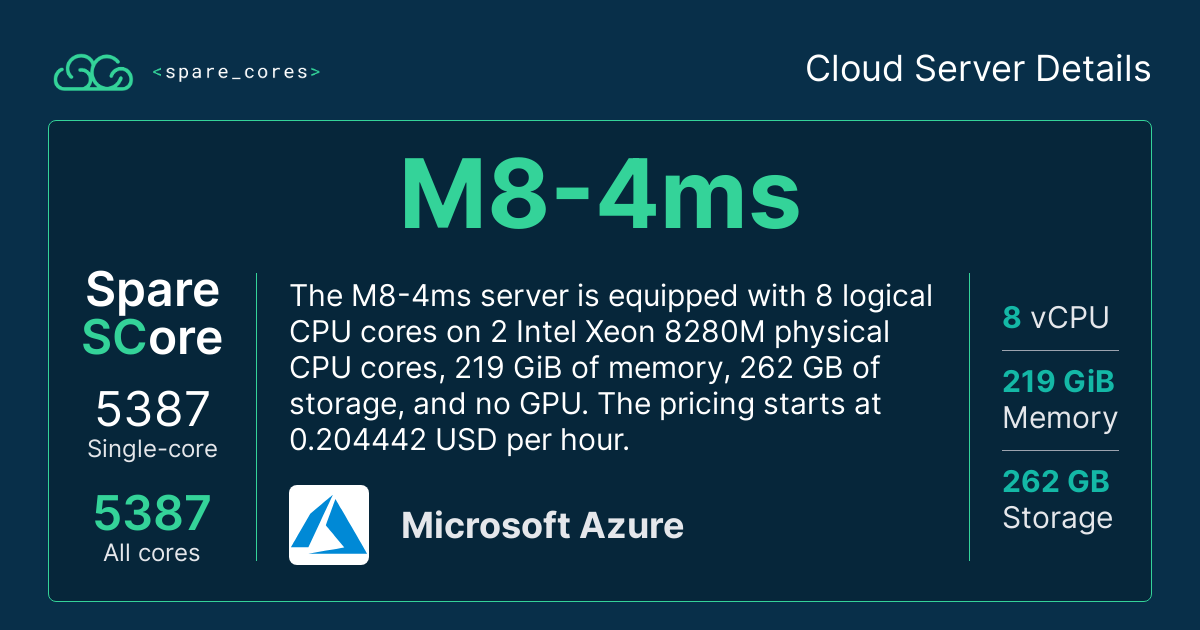 <spare_cores>
Cloud Server Details
M8-4ms
Spare
SCore
5387
Single-core
5387
All cores
The M8-4ms server is equipped with 8 logical
CPU cores on 2 Intel Xeon 8280M physical
CPU cores, 219 GiB of memory, 262 GB of
storage, and no GPU. The pricing starts at
0.204442 USD per hour.
Microsoft Azure
8 vCPU
219 GiB
Memory
262 GB
Storage